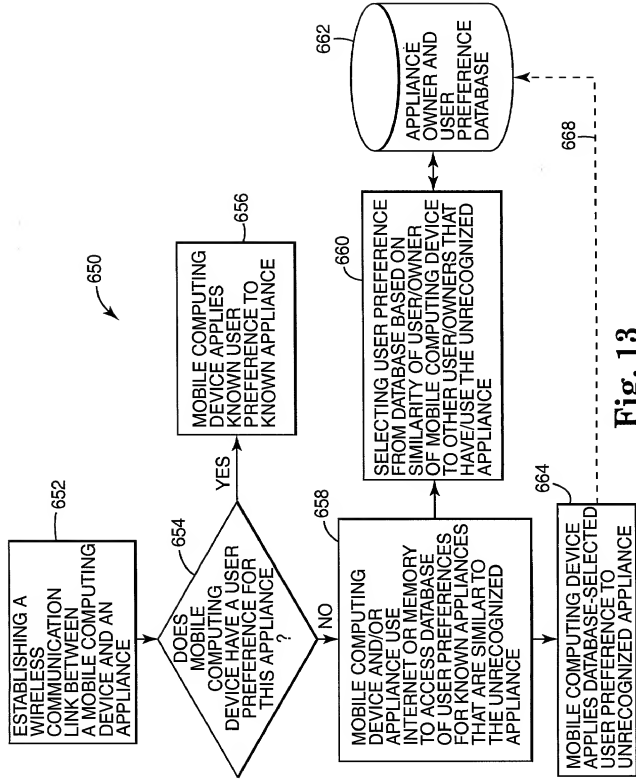 650
652
ESTABLISHING A
WIRELESS
COMMUNICATION
LINK BETWEEN
A MOBILE COMPUTING
DEVICE AND AN
APPLIANCE
654
DOES
MOBILE
COMPUTING
DEVICE HAVE A USER
PREFERENCE FOR
THIS APPLIANCE
?
YES
656
MOBILE COMPUTING
DEVICE APPLIES
KNOWN USER
PREFERENCE TO
KNOWN APPLIANCE
NO
658
MOBILE COMPUTING
DEVICE AND/OR
APPLIANCE USE
INTERNET OR MEMORY
TO ACCESS DATABASE
OF USER PREFERENCES
FOR KNOWN APPLIANCES
THAT ARE SIMILAR TO
THE UNRECOGNIZED
APPLIANCE
660
SELECTING USER PREFERENCE
FROM DATABASE BASED ON
SIMILARITY OF USER/OWNER
OF MOBILE COMPUTING DEVICE
TO OTHER USER/OWNERS THAT
HAVE/USE THE UNRECOGNIZED
APPLIANCE
662
APPLIANCE
OWNER AND
USER
PREFERENCE
DATABASE
664
MOBILE COMPUTING DEVICE
APPLIES DATABASE-SELECTED
USER PREFERENCE TO
UNRECOGNIZED APPLIANCE
668
Fig. 13